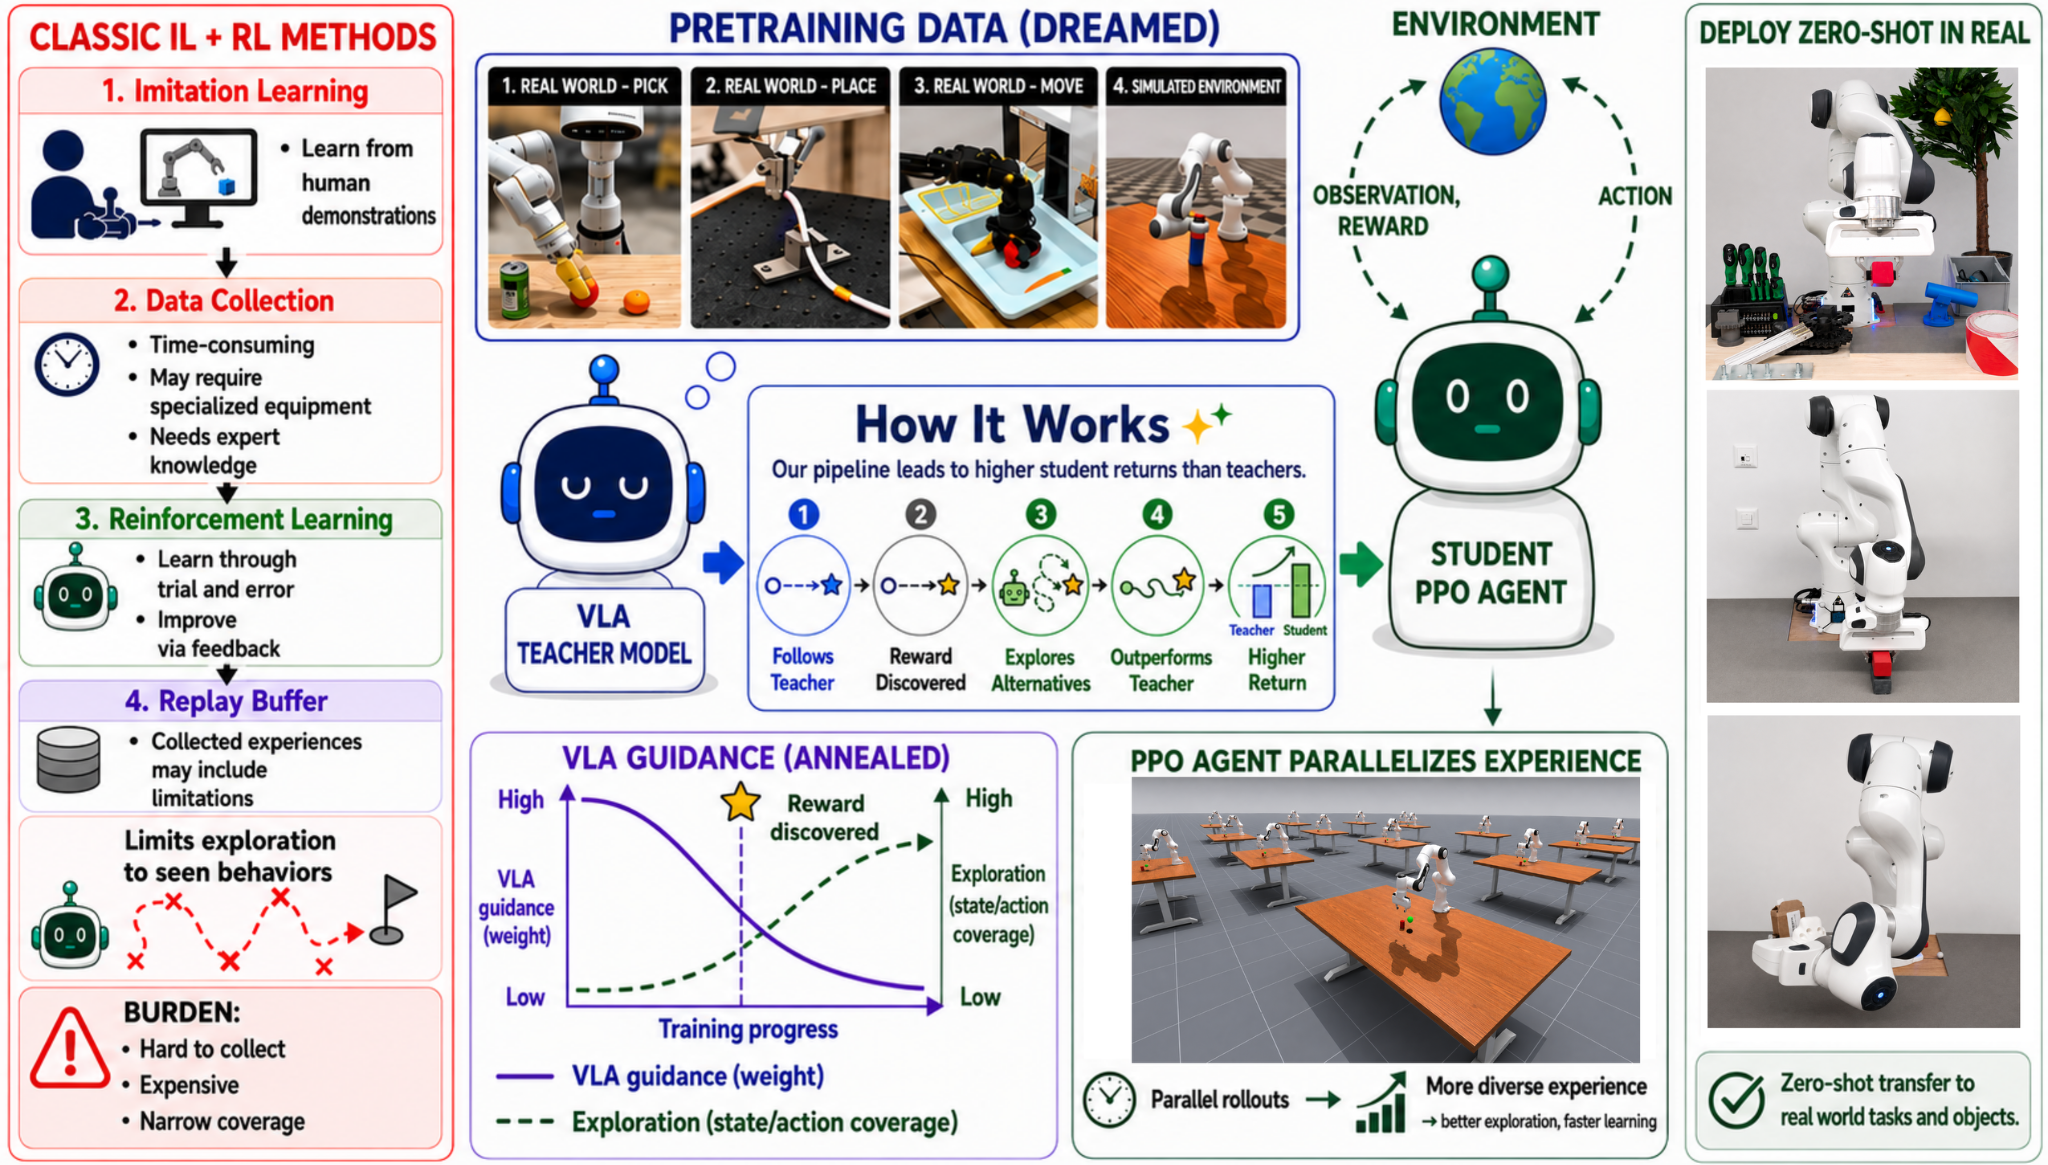 CLASSIC IL + RL METHODS
1. Imitation Learning
• Learn from
human
demonstrations
2. Data Collection
• Time-consuming
• May require
specialized equipment
• Needs expert
knowledge
3. Reinforcement Learning
• Learn through
trial and error
• Improve
via feedback
4. Replay Buffer
• Collected experiences
may include
limitations
Limits exploration
to seen behaviors
BURDEN:
• Hard to collect
• Expensive
• Narrow coverage
PRETRAINING DATA (DREAMED)
1. REAL WORLD – PICK
2. REAL WORLD – PLACE
3. REAL WORLD – MOVE
4. SIMULATED ENVIRONMENT
VLA
TEACHER MODEL
How It Works
Our pipeline leads to higher student returns than teachers.
1
2
3
4
5
Teacher Student
Follows
Teacher
Reward
Discovered
Explores
Alternatives
Outperforms
Teacher
Higher
Return
ENVIRONMENT
OBSERVATION,
REWARD
ACTION
STUDENT
PPO AGENT
VLA GUIDANCE (ANNEALED)
High
VLA
guidance
(weight)
Low
Reward
discovered
High
Exploration
(state/action
coverage)
Low
Training progress
VLA guidance (weight)
Exploration (state/action coverage)
PPO AGENT PARALLELIZES EXPERIENCE
Parallel rollouts
More diverse experience
→ better exploration, faster learning
DEPLOY ZERO-SHOT IN REAL
Zero-shot transfer to
real world tasks and objects.